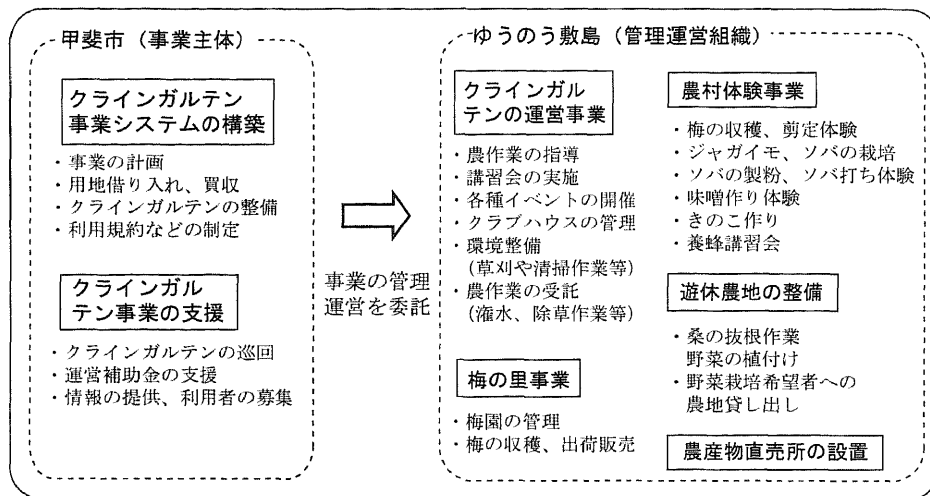 甲斐市（事業主体）
クラインガルテン
事業システムの構築
・事業の計画
・用地借り入れ、買収
・クラインガルテンの整備
・利用規約などの制定
クラインガル
テン事業の支援
・クラインガルテンの巡回
・運営補助金の支援
・情報の提供、利用者の募集
事業の管理
運営を委託
ゆうのう敷島（管理運営組織）
クラインガル
テンの運営事業
・農作業の指導
・講習会の実施
・各種イベントの開催
・クラブハウスの管理
・環境整備
(草刈や清掃作業等)
・農作業の受託
(灌水、除草作業等)
梅の里事業
・梅園の管理
・梅の収穫、出荷販売
農村体験事業
・梅の収穫、剪定体験
・ジャガイモ、ソバの栽培
・ソバの製粉、ソバ打ち体験
・味噌作り体験
・きのこ作り
・養蜂講習会
遊休農地の整備
・桑の抜根作業
野菜の植付け
・野菜栽培希望者への
農地貸し出し
農産物直売所の設置